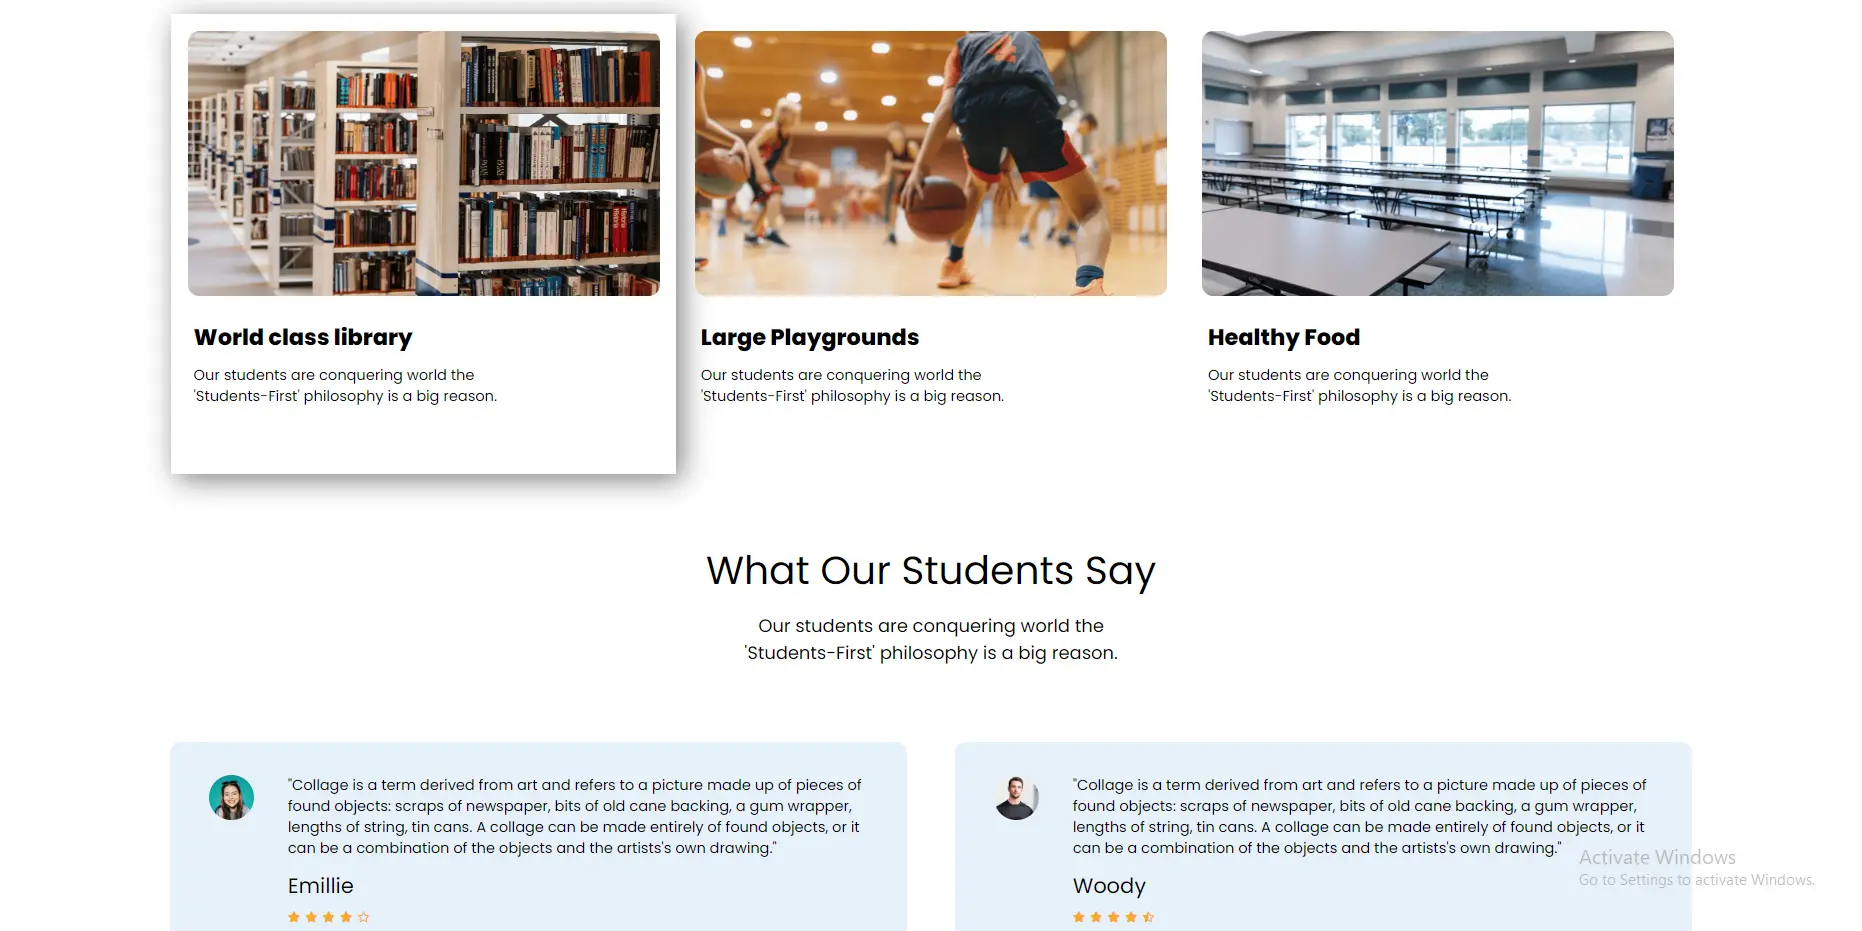 World class library
Our students are conquering world the
'Students-First' philosophy is a big reason.
Large Playgrounds
Our students are conquering world the
'Students-First' philosophy is a big reason.
Healthy Food
Our students are conquering world the
'Students-First' philosophy is a big reason.
What Our Students Say
Our students are conquering world the
'Students-First' philosophy is a big reason.
"Collage is a term derived from art and refers to a picture made up of pieces of
found objects: scraps of newspaper, bits of old cane backing, a gum wrapper,
lengths of string, tin cans. A collage can be made entirely of found objects, or it
can be a combination of the objects and the artists's own drawing."
Emillie
"Collage is a term derived from art and refers to a picture made up of pieces of
found objects: scraps of newspaper, bits of old cane backing, a gum wrapper,
lengths of string, tin cans. A collage can be made entirely of found objects, or it
can be a combination of the objects and the artists's own drawing."
Woody
Activate Windows
Go to Settings to activate Windows.